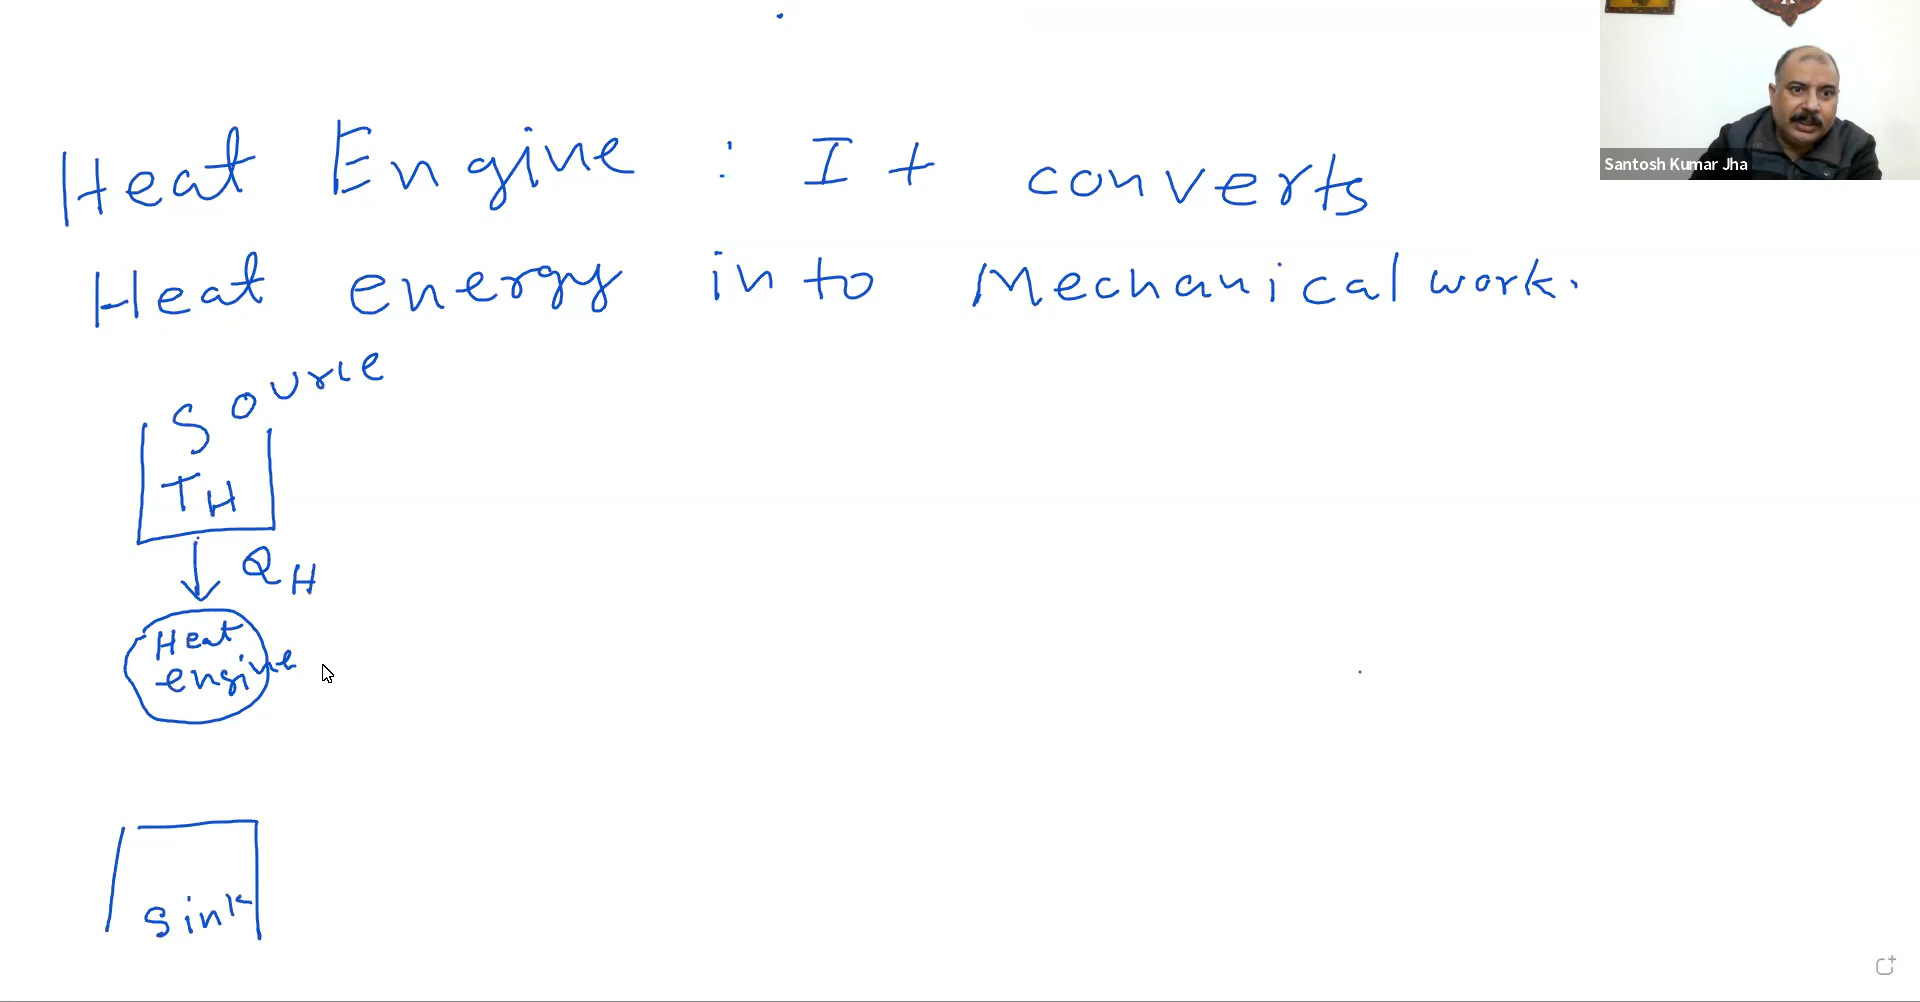 Heat Engine : It converts
Heat energy into Mechanical work.
Source
TH
QH
Heat
engine
Sink
Santosh Kumar Jha